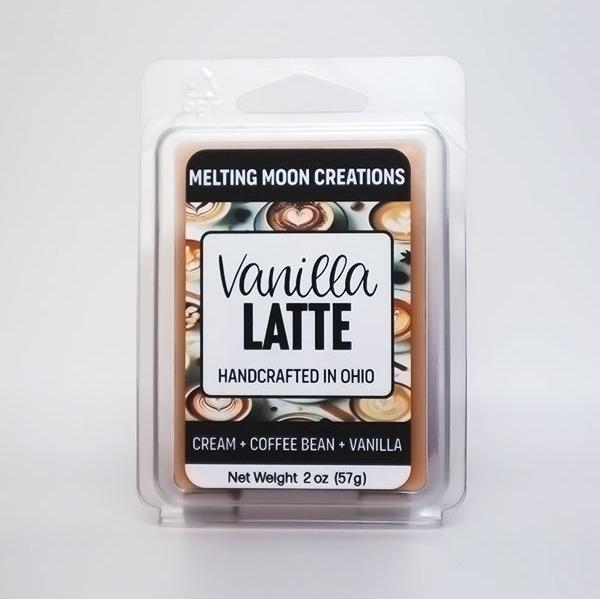 MELTING MOON CREATIONS
Vanilla
LATTE
HANDCRAFTED IN OHIO
CREAM + COFFEE BEAN + VANILLA
Net Weight 2 oz (57g)